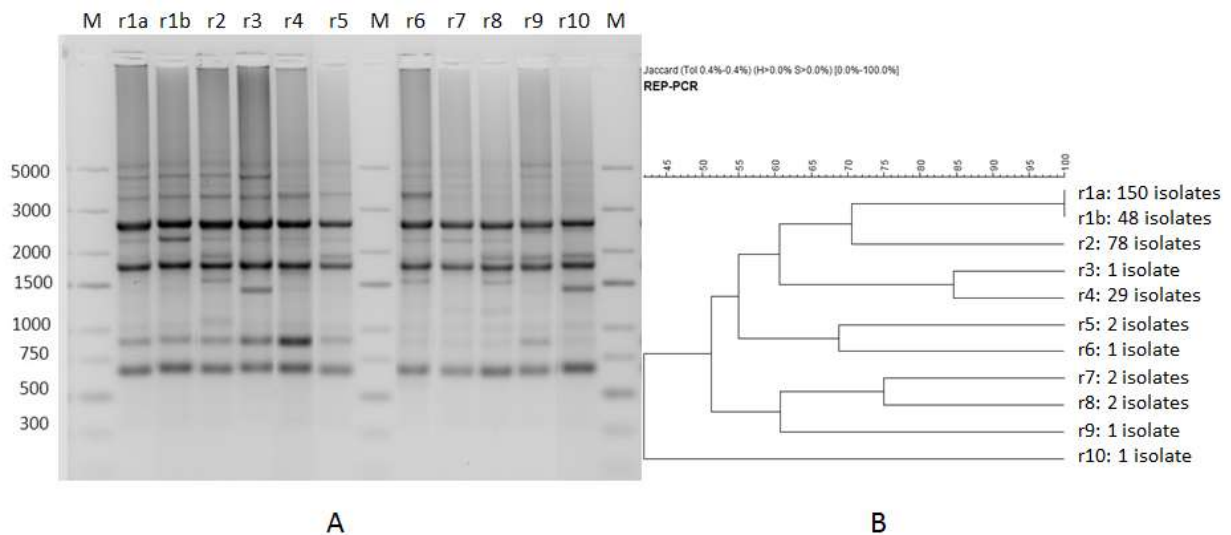 M r1a r1b r2 r3 r4 r5 M r6 r7 r8 r9 r10 M
5000
3000
2000
1500
1000
750
500
300
A
Jaccard (Tol 0.4%-0.4%) (H>0.0% S>0.0%) [0.0%-100.0%]
REP-PCR
45 50 55 60 65 70 75 80 85 90 95 100
r1a: 150 isolates
r1b: 48 isolates
r2: 78 isolates
r3: 1 isolate
r4: 29 isolates
r5: 2 isolates
r6: 1 isolate
r7: 2 isolates
r8: 2 isolates
r9: 1 isolate
r10: 1 isolate
B